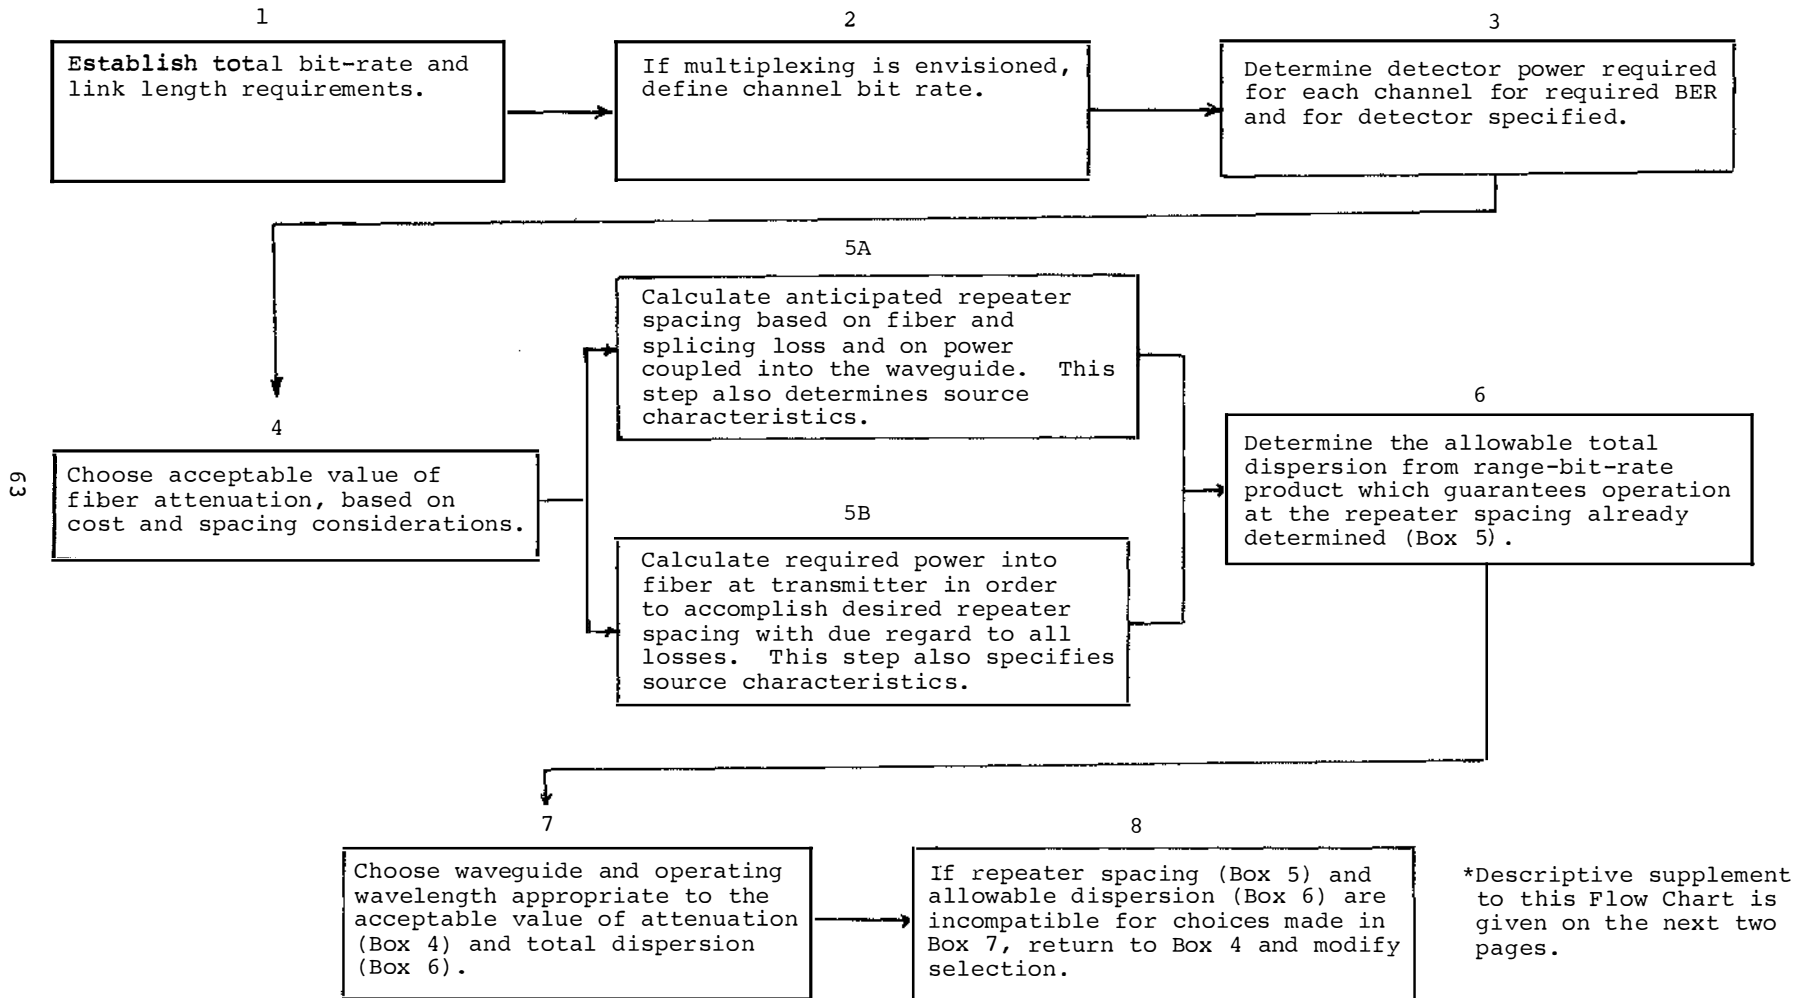 1
Establish total bit-rate and
link length requirements.
2
If multiplexing is envisioned,
define channel bit rate.
3
Determine detector power required
for each channel for required BER
and for detector specified.
4
Choose acceptable value of
fiber attenuation, based on
cost and spacing considerations.
5A
Calculate anticipated repeater
spacing based on fiber and
splicing loss and on power
coupled into the waveguide. This
step also determines source
characteristics.
5B
Calculate required power into
fiber at transmitter in order
to accomplish desired repeater
spacing with due regard to all
losses. This step also specifies
source characteristics.
6
Determine the allowable total
dispersion from range-bit-rate
product which guarantees operation
at the repeater spacing already
determined (Box 5).
7
Choose waveguide and operating
wavelength appropriate to the
acceptable value of attenuation
(Box 4) and total dispersion
(Box 6).
8
If repeater spacing (Box 5) and
allowable dispersion (Box 6) are
incompatible for choices made in
Box 7, return to Box 4 and modify
selection.
*Descriptive supplement
to this Flow Chart is
given on the next two
pages.
63